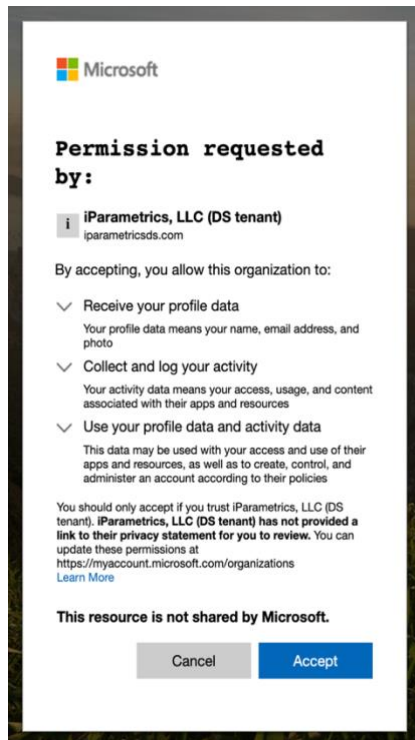 Microsoft
Permission requested
by:
i
iParametrics, LLC (DS tenant)
iparametricsds.com
By accepting, you allow this organization to:
Receive your profile data
Your profile data means your name, email address, and
photo
Collect and log your activity
Your activity data means your access, usage, and content
associated with their apps and resources
Use your profile data and activity data
This data may be used with your access and use of their
apps and resources, as well as to create, control, and
administer an account according to their policies
You should only accept if you trust iParametrics, LLC (DS
tenant). iParametrics, LLC (DS tenant) has not provided a
link to their privacy statement for you to review. You can
update these permissions at
https://myaccount.microsoft.com/organizations
Learn More
This resource is not shared by Microsoft.
Cancel Accept